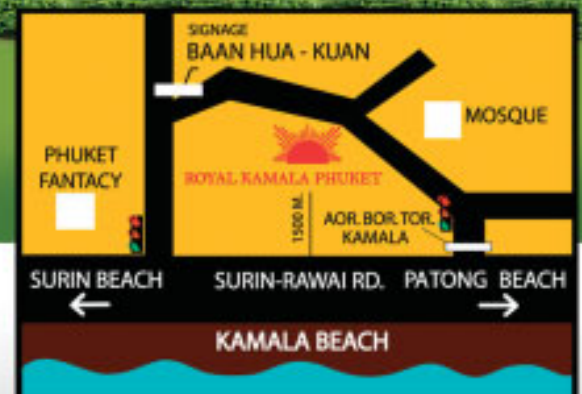 SIGNAGE
BAAN HUA - KUAN
MOSQUE
PHUKET
FANTACY
ROYAL KAMALA PHUKET
1500 M.
AOR. BOR. TOR.
KAMALA
SURIN BEACH
SURIN-RAWAI RD.
PATONG BEACH
KAMALA BEACH